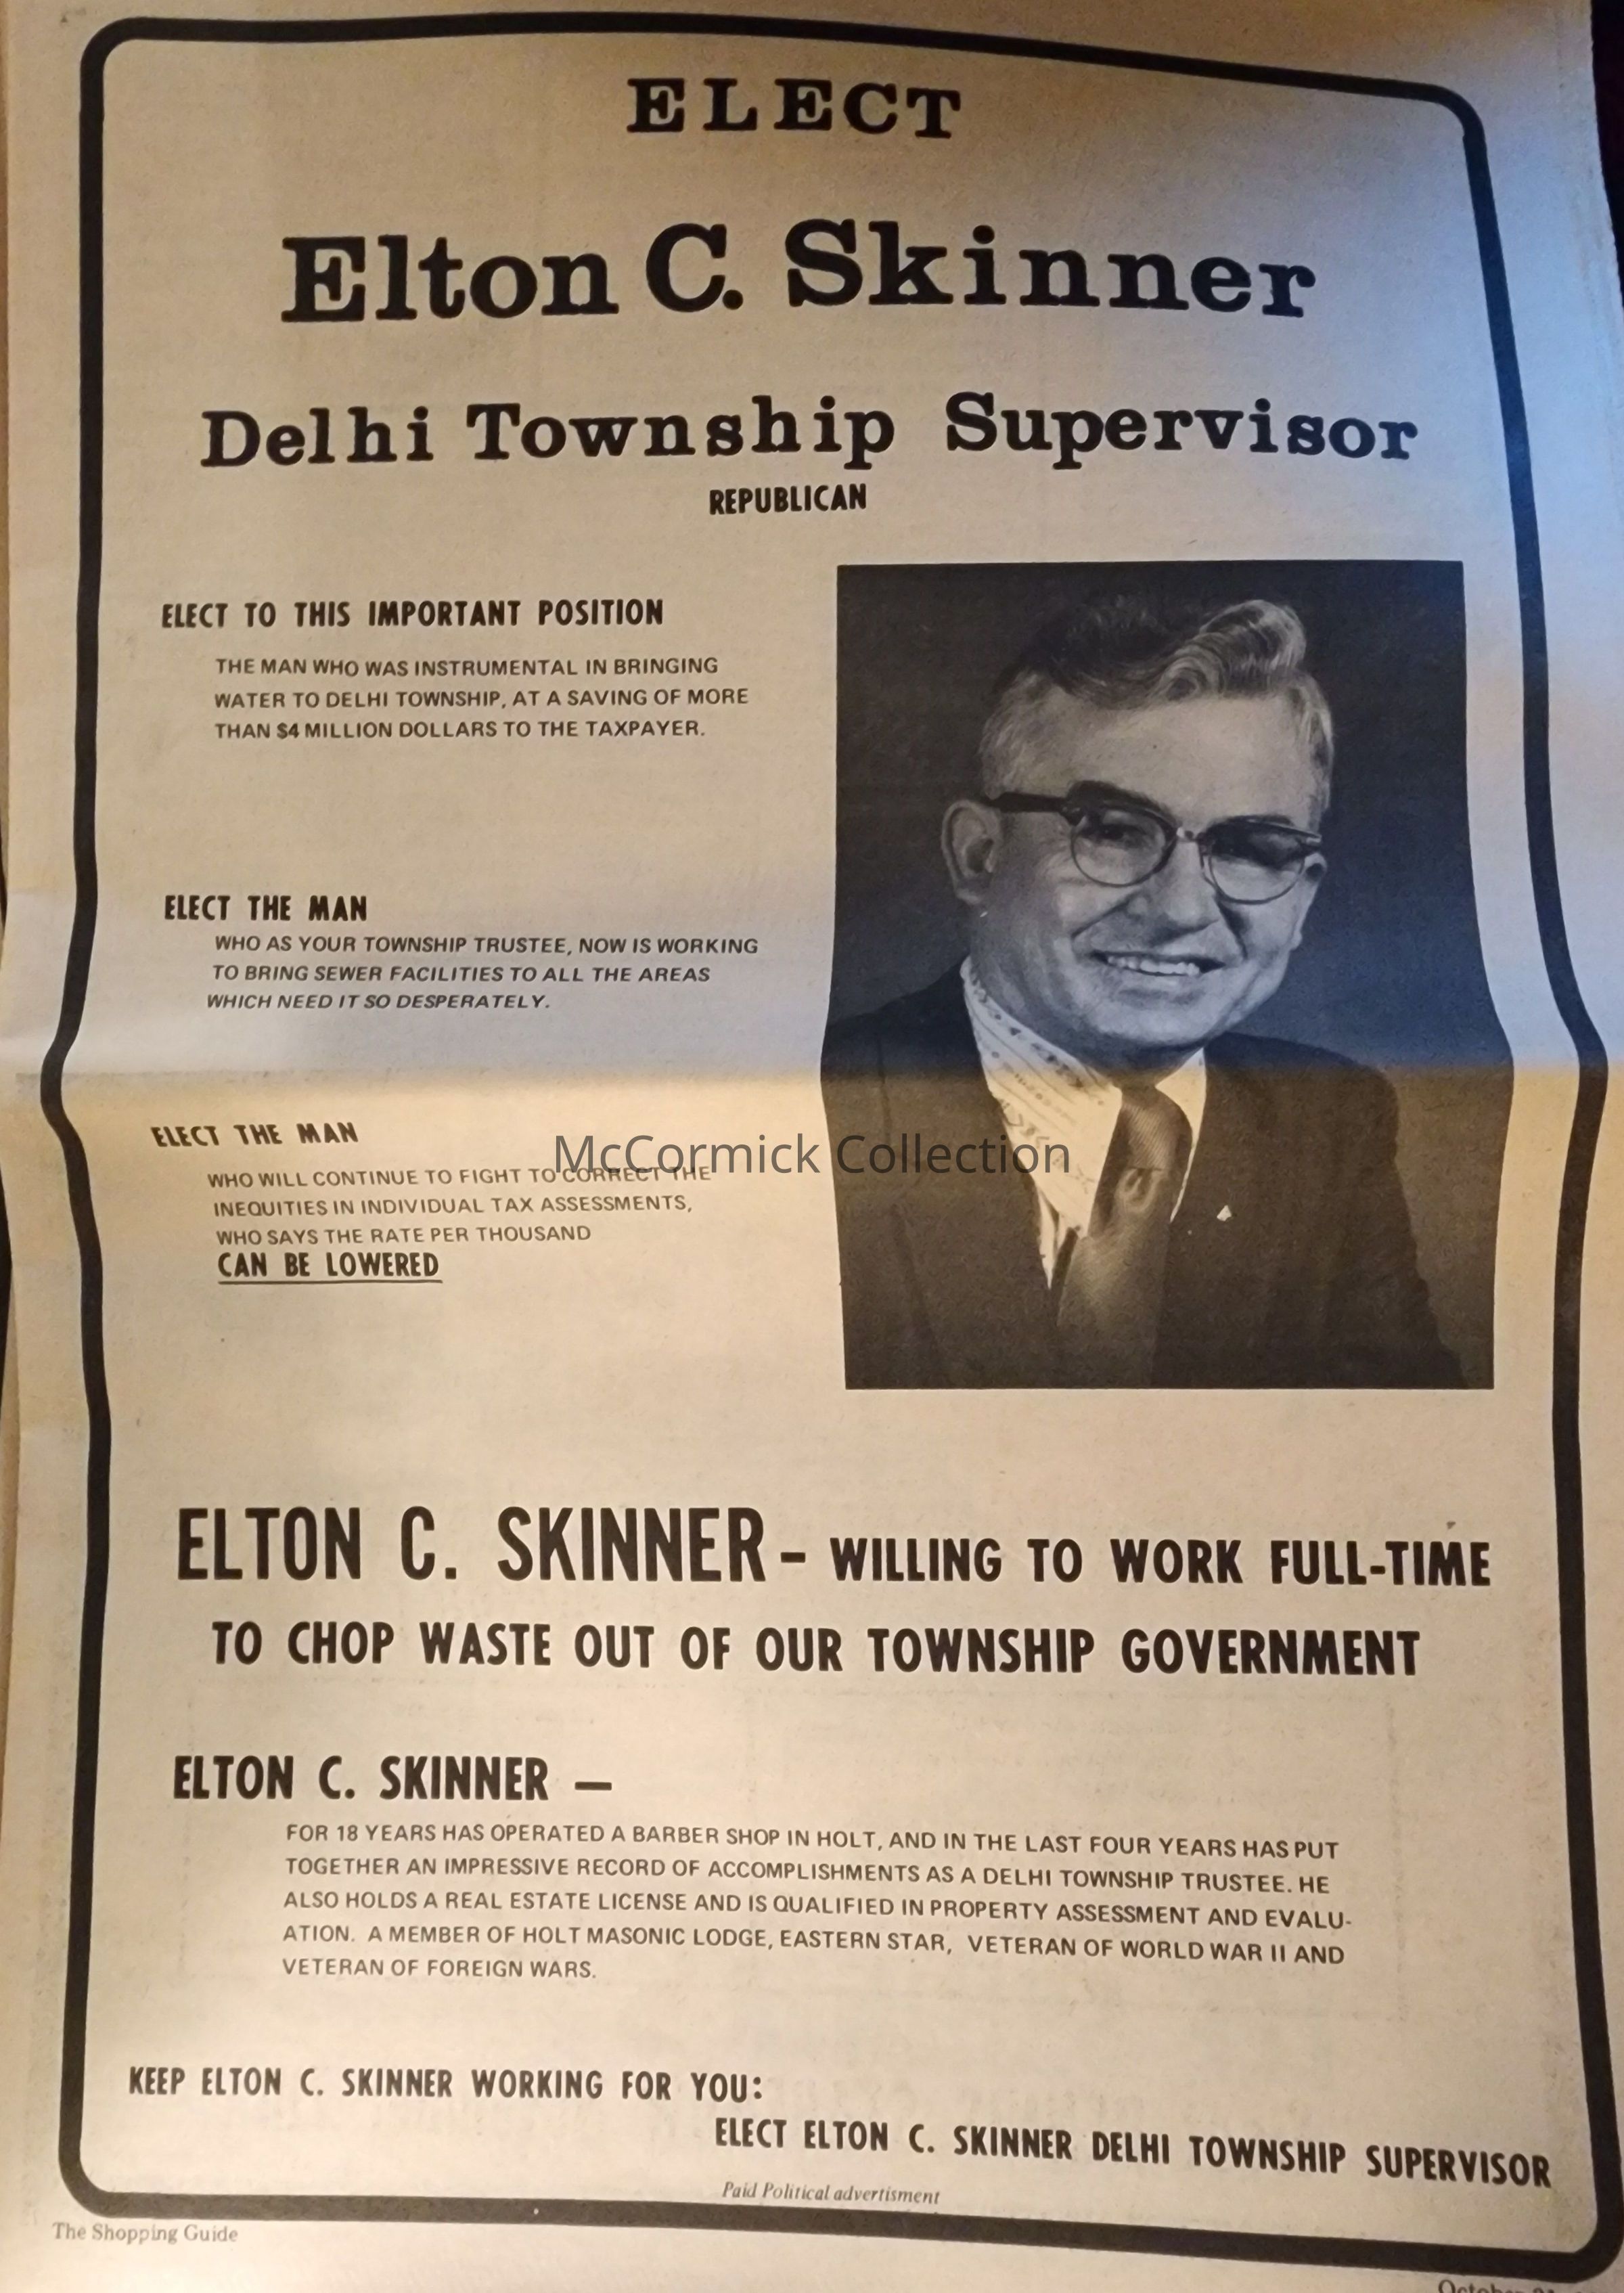 ELECT
Elton C. Skinner
Delhi Township Supervisor
REPUBLICAN
ELECT TO THIS IMPORTANT POSITION
THE MAN WHO WAS INSTRUMENTAL IN BRINGING
WATER TO DELHI TOWNSHIP, AT A SAVING OF MORE
THAN $4 MILLION DOLLARS TO THE TAXPAYER.
ELECT THE MAN
WHO AS YOUR TOWNSHIP TRUSTEE, NOW IS WORKING
TO BRING SEWER FACILITIES TO ALL THE AREAS
WHICH NEED IT SO DESPERATELY.
ELECT THE MAN
McCormick Collection
WHO WILL CONTINUE TO FIGHT TO CORRECT THE
INEQUITIES IN INDIVIDUAL TAX ASSESSMENTS,
WHO SAYS THE RATE PER THOUSAND
CAN BE LOWERED
ELTON C. SKINNER - WILLING TO WORK FULL-TIME
TO CHOP WASTE OUT OF OUR TOWNSHIP GOVERNMENT
ELTON C. SKINNER —
FOR 18 YEARS HAS OPERATED A BARBER SHOP IN HOLT, AND IN THE LAST FOUR YEARS HAS PUT
TOGETHER AN IMPRESSIVE RECORD OF ACCOMPLISHMENTS AS A DELHI TOWNSHIP TRUSTEE. HE
ALSO HOLDS A REAL ESTATE LICENSE AND IS QUALIFIED IN PROPERTY ASSESSMENT AND EVALU-
ATION. A MEMBER OF HOLT MASONIC LODGE, EASTERN STAR, VETERAN OF WORLD WAR II AND
VETERAN OF FOREIGN WARS.
KEEP ELTON C. SKINNER WORKING FOR YOU:
ELECT ELTON C. SKINNER DELHI TOWNSHIP SUPERVISOR
Paid Political advertisment
The Shopping Guide
October